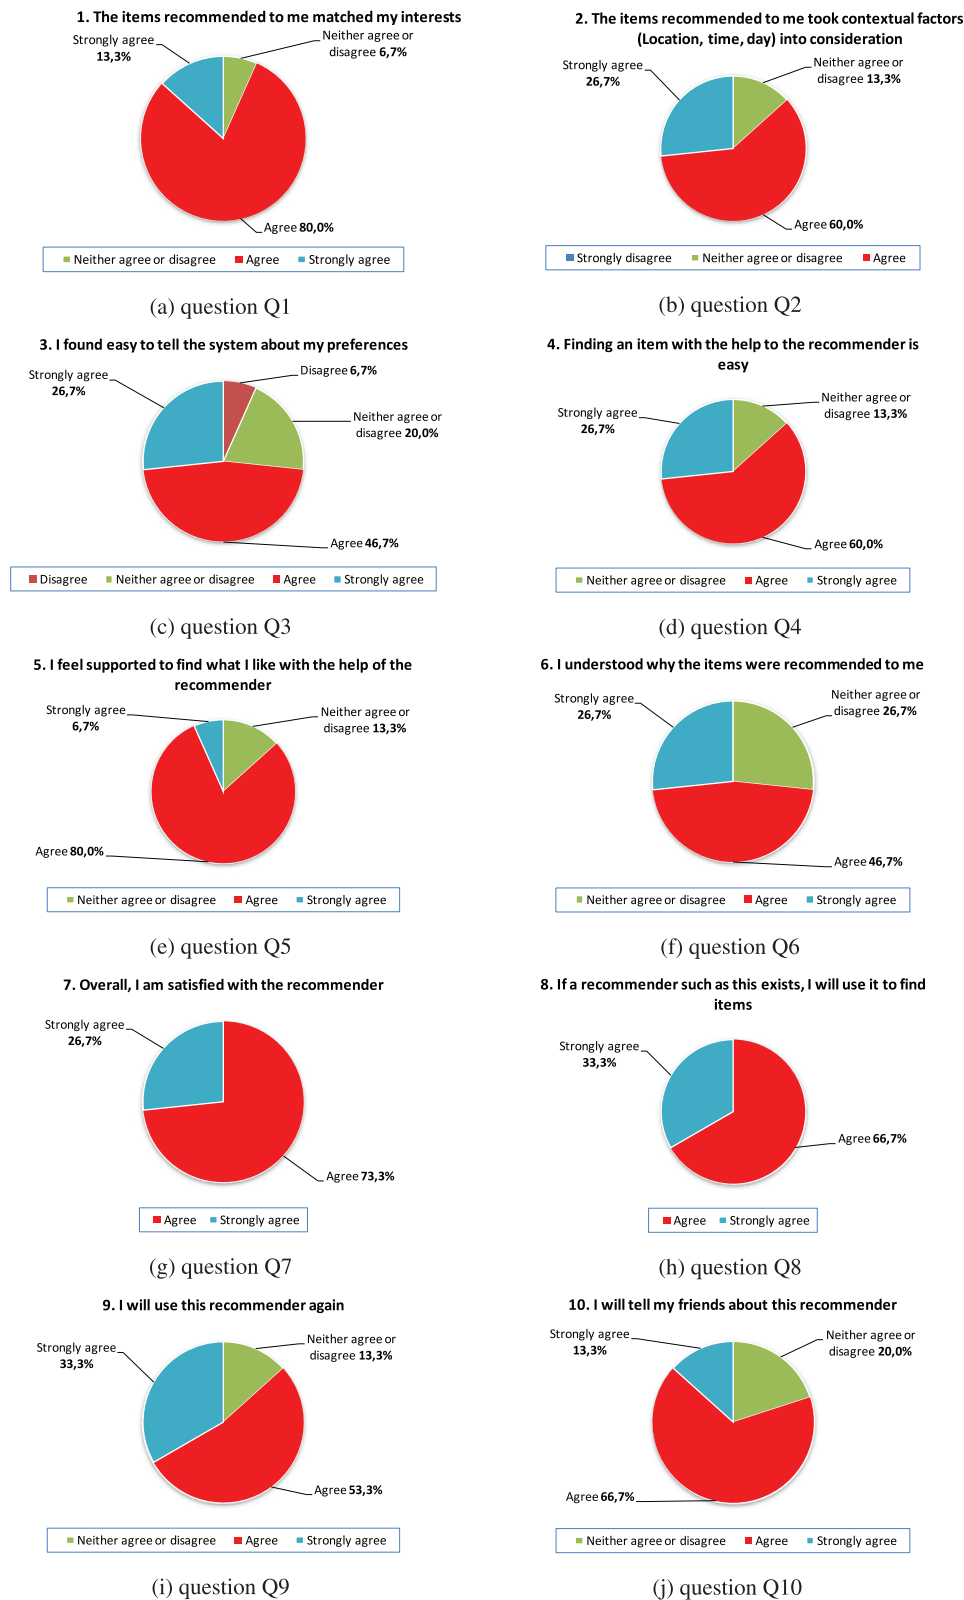 1. The items recommended to me matched my interests
Strongly agree
13,3%
Neither agree or
disagree 6,7%
Agree 80,0%
Neither agree or disagree Agree Strongly agree
(a) question Q1
2. The items recommended to me took contextual factors
(Location, time, day) into consideration
Strongly agree
26,7%
Neither agree or
disagree 13,3%
Agree 60,0%
Strongly disagree Neither agree or disagree Agree
(b) question Q2
3. I found easy to tell the system about my preferences
Strongly agree
26,7%
Disagree 6,7%
Neither agree or
disagree 20,0%
Agree 46,7%
Disagree Neither agree or disagree Agree Strongly agree
(c) question Q3
4. Finding an item with the help to the recommender is
easy
Strongly agree
26,7%
Neither agree or
disagree 13,3%
Agree 60,0%
Neither agree or disagree Agree Strongly agree
(d) question Q4
5. I feel supported to find what I like with the help of the
recommender
Strongly agree
6,7%
Neither agree or
disagree 13,3%
Agree 80,0%
Neither agree or disagree Agree Strongly agree
(e) question Q5
6. I understood why the items were recommended to me
Strongly agree
26,7%
Neither agree or
disagree 26,7%
Agree 46,7%
Neither agree or disagree Agree Strongly agree
(f) question Q6
7. Overall, I am satisfied with the recommender
Strongly agree
26,7%
Agree 73,3%
Agree Strongly agree
(g) question Q7
8. If a recommender such as this exists, I will use it to find
items
Strongly agree
33,3%
Agree 66,7%
Agree Strongly agree
(h) question Q8
9. I will use this recommender again
Strongly agree
33,3%
Neither agree or
disagree 13,3%
Agree 53,3%
Neither agree or disagree Agree Strongly agree
(i) question Q9
10. I will tell my friends about this recommender
Strongly agree
13,3%
Neither agree or
disagree 20,0%
Agree 66,7%
Neither agree or disagree Agree Strongly agree
(j) question Q10